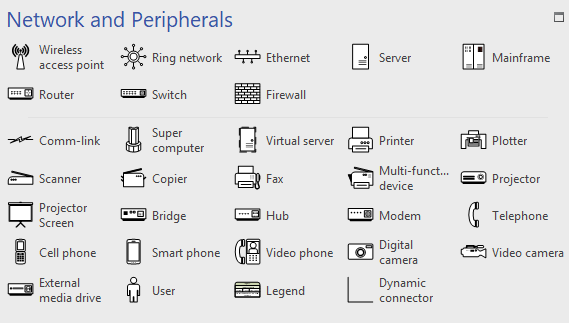 Network and Peripherals
Wireless access point
Ring network
Ethernet
Server
Mainframe
Router
Switch
Firewall
Comm-link
Super computer
Virtual server
Printer
Plotter
Scanner
Copier
Fax
Multi-funct... device
Projector
Projector Screen
Bridge
Hub
Modem
Telephone
Cell phone
Smart phone
Video phone
Digital camera
Video camera
External media drive
User
Legend
Dynamic connector